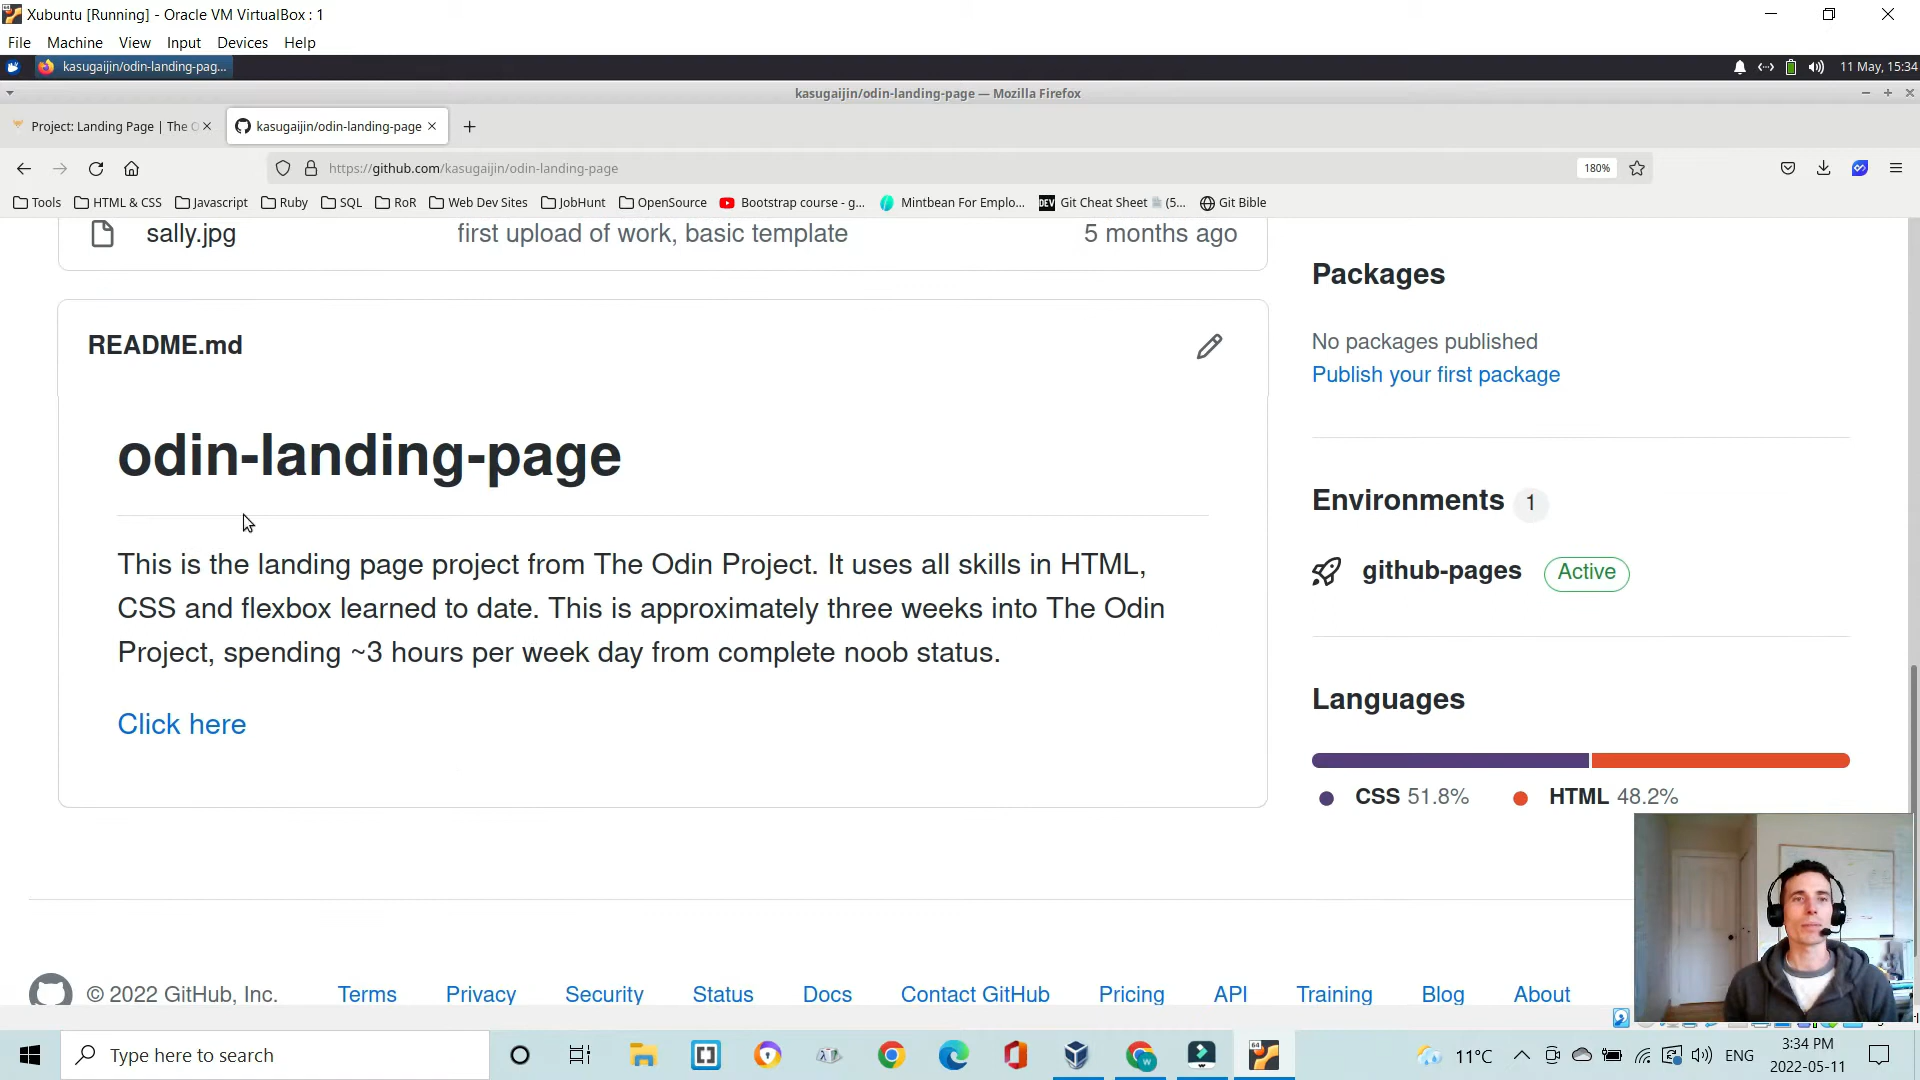 Xubuntu [Running] - Oracle VM VirtualBox : 1
File Machine View Input Devices Help
kasugaijin/odin-landing-pag...
11 May, 15:34
kasugaijin/odin-landing-page — Mozilla Firefox
Project: Landing Page | The O
kasugaijin/odin-landing-page
https://github.com/kasugaijin/odin-landing-page
180%
Tools HTML & CSS Javascript Ruby SQL RoR Web Dev Sites JobHunt OpenSource Bootstrap course - g... Mintbean For Emplo... DEV Git Cheat Sheet (5... Git Bible
sally.jpg first upload of work, basic template 5 months ago
README.md
odin-landing-page
This is the landing page project from The Odin Project. It uses all skills in HTML,
CSS and flexbox learned to date. This is approximately three weeks into The Odin
Project, spending ~3 hours per week day from complete noob status.
Click here
Packages
No packages published
Publish your first package
Environments 1
github-pages Active
Languages
CSS 51.8% HTML 48.2%
© 2022 GitHub, Inc. Terms Privacy Security Status Docs Contact GitHub Pricing API Training Blog About
Type here to search
11°C
ENG
3:34 PM
2022-05-11